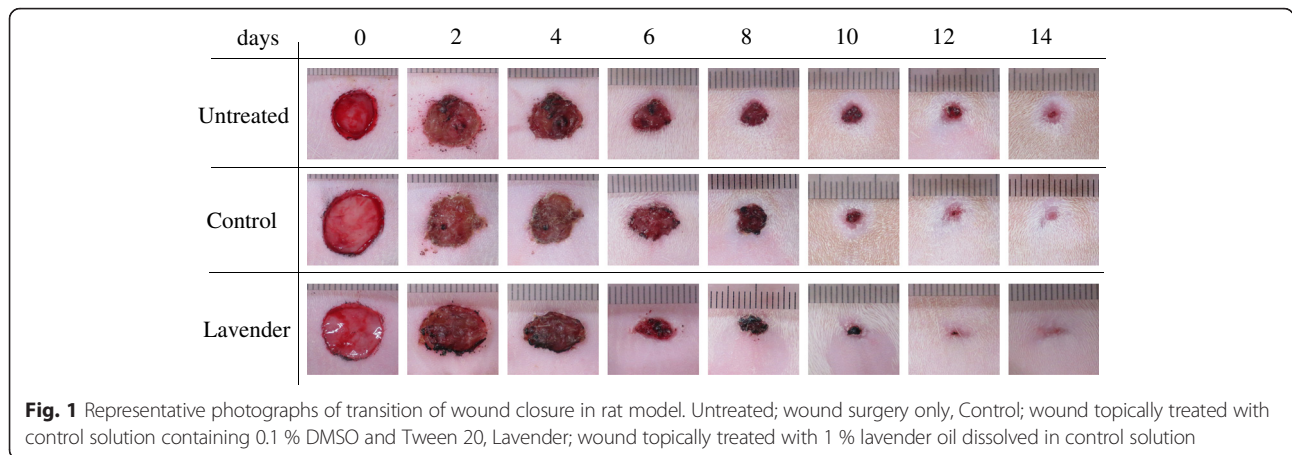 days 0 2 4 6 8 10 12 14
Untreated
Control
Lavender
Fig. 1 Representative photographs of transition of wound closure in rat model. Untreated; wound surgery only, Control; wound topically treated with
control solution containing 0.1 % DMSO and Tween 20, Lavender; wound topically treated with 1 % lavender oil dissolved in control solution